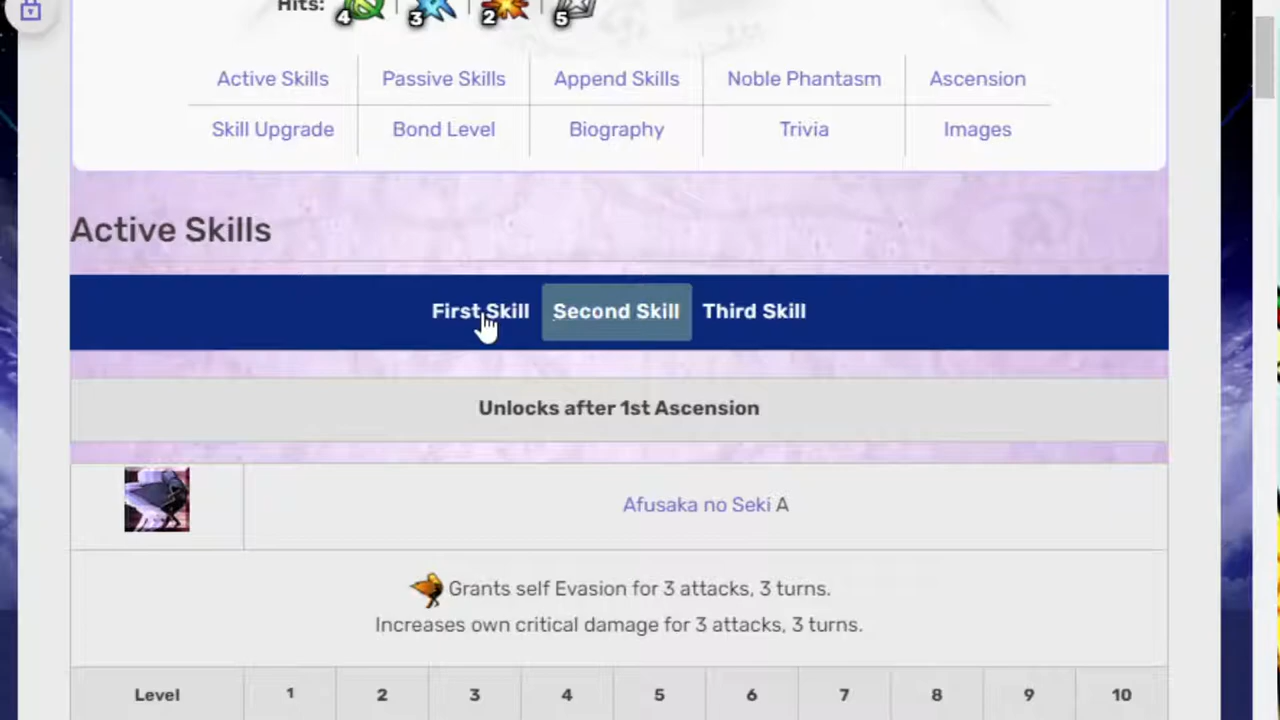 Hits: 4 3 2 5
Active Skills Passive Skills Append Skills Noble Phantasm Ascension
Skill Upgrade Bond Level Biography Trivia Images
Active Skills
First Skill Second Skill Third Skill
Unlocks after 1st Ascension
Afusaka no Seki A
Grants self Evasion for 3 attacks, 3 turns.
Increases own critical damage for 3 attacks, 3 turns.
Level 1 2 3 4 5 6 7 8 9 10